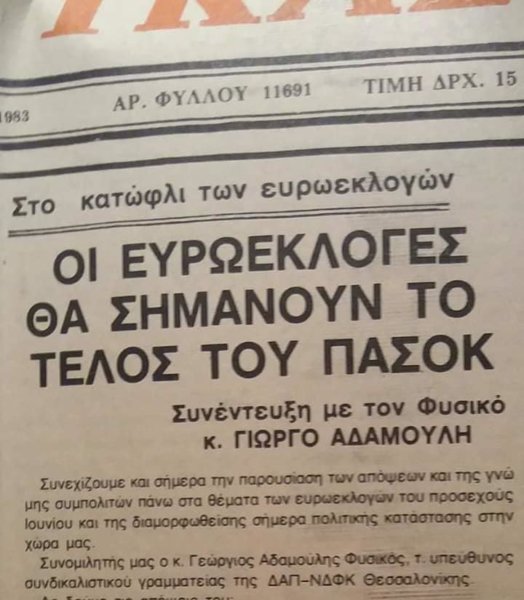 1983 ΑΡ. ΦΥΛΛΟΥ 11691 ΤΙΜΗ ΔΡΧ. 15
Στο κατώφλι των ευρωεκλογών
ΟΙ ΕΥΡΩΕΚΛΟΓΕΣ
ΘΑ ΣΗΜΑΝΟΥΝ ΤΟ
ΤΕΛΟΣ ΤΟΥ ΠΑΣΟΚ
Συνέντευξη με τον Φυσικό
κ. ΓΙΩΡΓΟ ΑΔΑΜΟΥΛΗ
Συνεχίζουμε και σήμερα την παρουσίαση των απόψεων και της γνώ
μης συμπολιτών πάνω στα θέματα των ευρωεκλογών του προσεχούς
Ιουνίου και της διαμορφωθείσης σήμερα πολιτικής κατάστασης στην
χώρα μας.
Συνομιλητής μας ο κ. Γεώργιος Αδαμούλης Φυσικός, τ. υπεύθυνος
συνδικαλιστικού γραμματείας της ΔΑΠ-ΝΔΦΚ Θεσσαλονίκης.